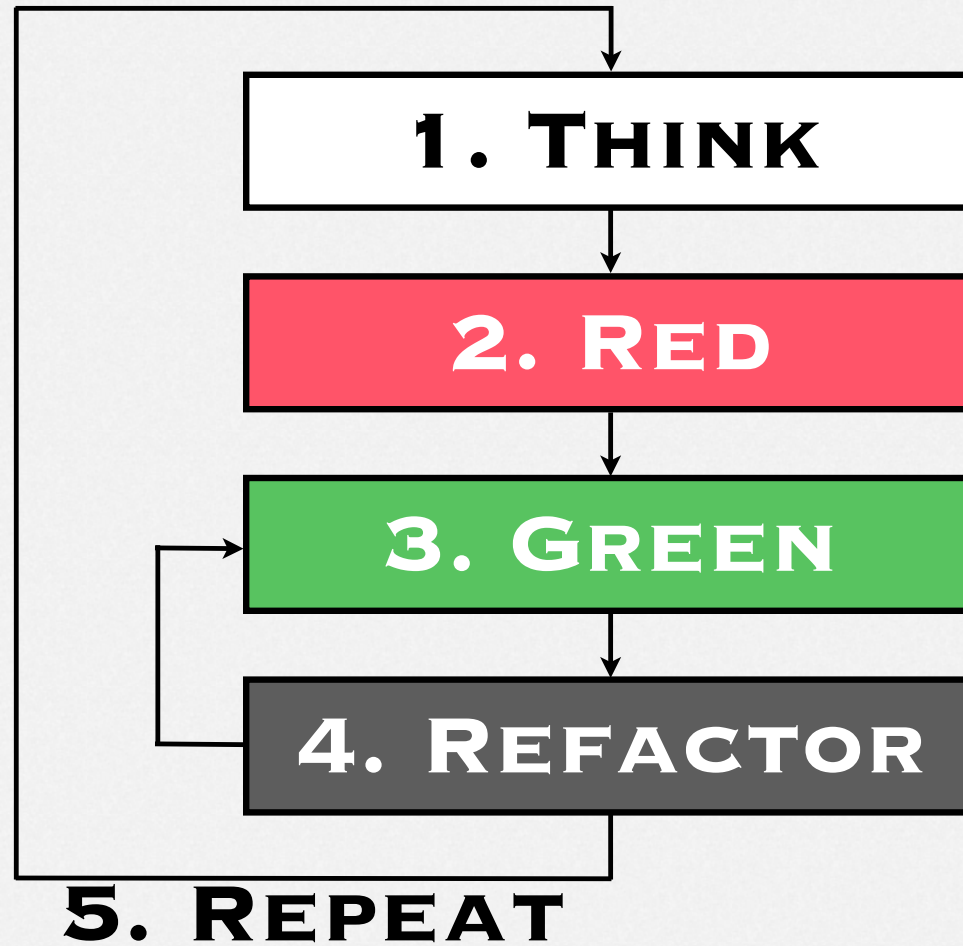 1. Think
2. Red
3. Green
4. Refactor
5. Repeat